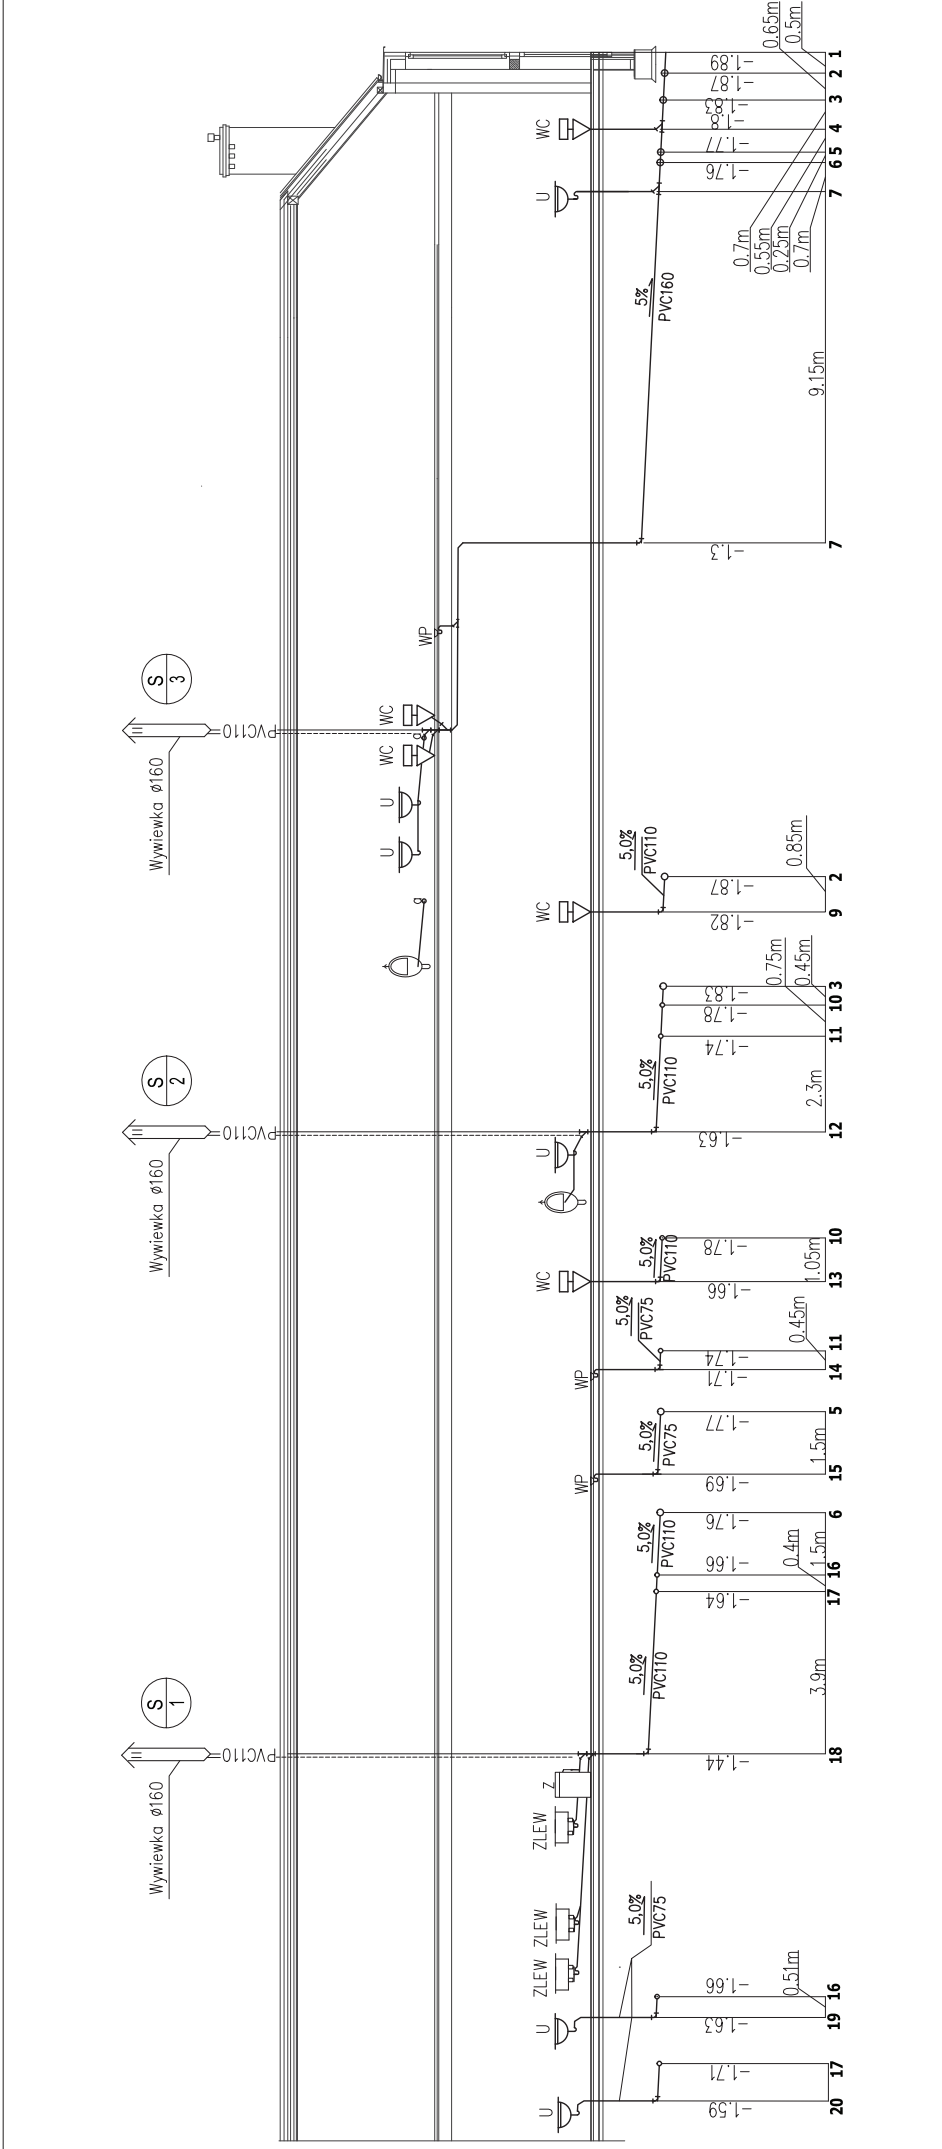 S
1
Wywiewka ø160
PVC110
S
2
Wywiewka ø160
PVC110
S
3
Wywiewka ø160
PVC110
U
U
ZLEW
ZLEW
ZLEW
Z
WP
WP
WC
U
WC
a
U
U
WC
a
WC
WP
U
WC
5,0%
PVC75
5,0%
PVC110
5,0%
PVC110
5,0%
PVC75
5,0%
PVC75
5,0%
PVC110
5,0%
PVC110
5,0%
PVC110
5%
PVC160
-1.59
-1.71
-1.63
-1.66
-1.44
-1.64
-1.66
-1.76
-1.69
-1.77
-1.71
-1.74
-1.66
-1.78
-1.63
-1.74
-1.78
-1.83
-1.82
-1.87
-1.3
-1.76
-1.77
-1.8
-1.83
-1.87
-1.89
0.51m
3.9m
0.4m
1.5m
1.5m
0.45m
1.05m
2.3m
0.75m
0.45m
0.85m
9.15m
0.7m
0.25m
0.55m
0.7m
0.65m
0.5m
20
17
19
16
18
17
16
6
15
5
14
11
13
10
12
11
10
3
9
2
7
7
6
5
4
3
2
1